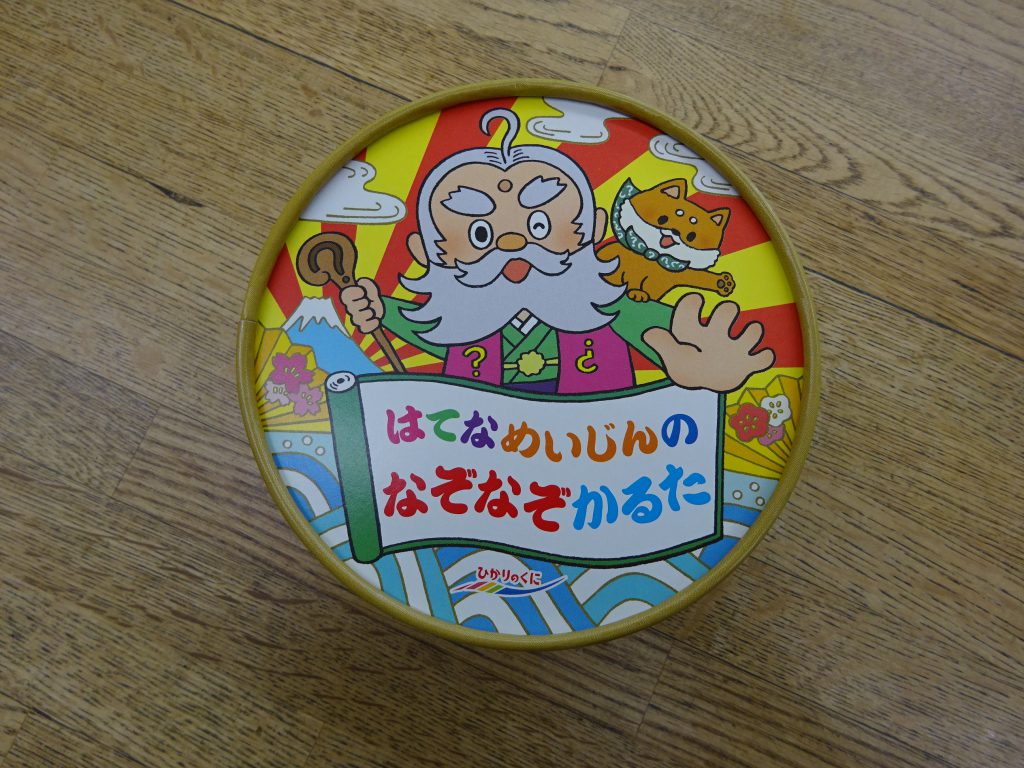 ? ¿
はてなめいじんの
なぞなぞかるた
ひかりのくに